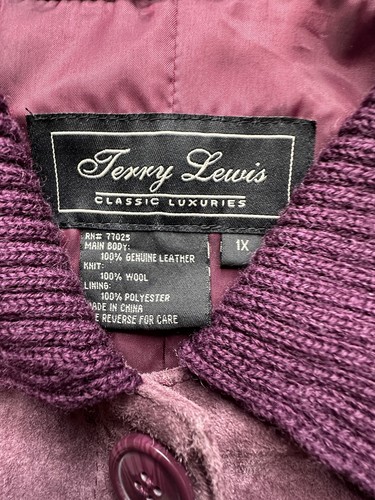 Terry Lewis
CLASSIC LUXURIES
RN# 77025
MAIN BODY:
100% GENUINE LEATHER
KNIT:
100% WOOL
LINING:
100% POLYESTER
MADE IN CHINA
E REVERSE FOR CARE
1X